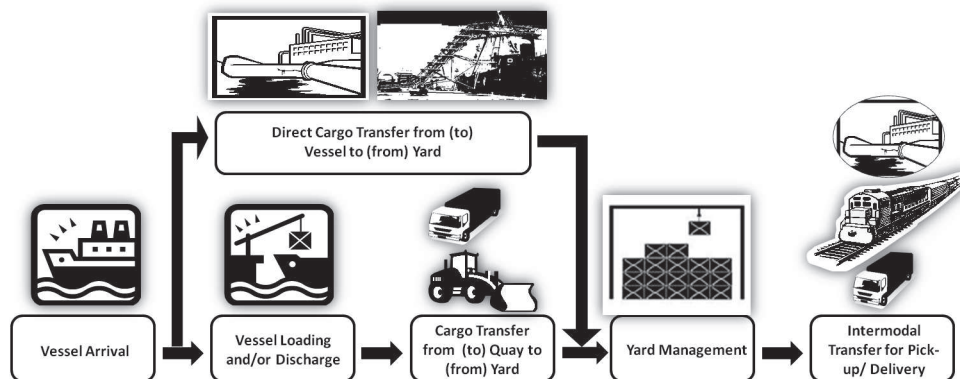 Direct Cargo Transfer from (to)
Vessel to (from) Yard
Vessel Arrival
Vessel Loading
and/or Discharge
Cargo Transfer
from (to) Quay to
(from) Yard
Yard Management
Intermodal
Transfer for Pick-
up/ Delivery